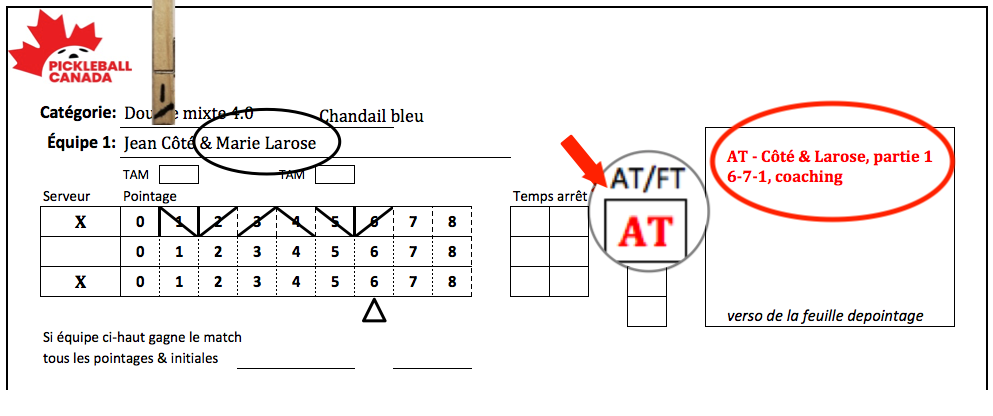 PICKLEBALL
CANADA
Catégorie: Double mixte 4.0 Chandail bleu
Équipe 1: Jean Côté & Marie Larose
TAM TAM
Serveur Pointage Temps arrêt AT/FT
X 0 1 2 3 4 5 6 7 8
0 1 2 3 4 5 6 7 8
X 0 1 2 3 4 5 6 7 8
AT
AT - Côté & Larose, partie 1
6-7-1, coaching
verso de la feuille depointage
Si équipe ci-haut gagne le match
tous les pointages & initiales